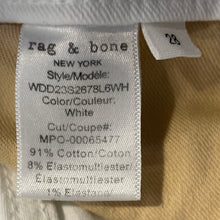 rag & bone
NEW YORK
Style/Modèle:
WDD23S2678L6WH
Color/Couleur:
White
Cut/Coupe#:
MPO-00065477
91% Cotton/Coton
8% Elastomultiester/
Elastomultiester
1% Elastane/
28